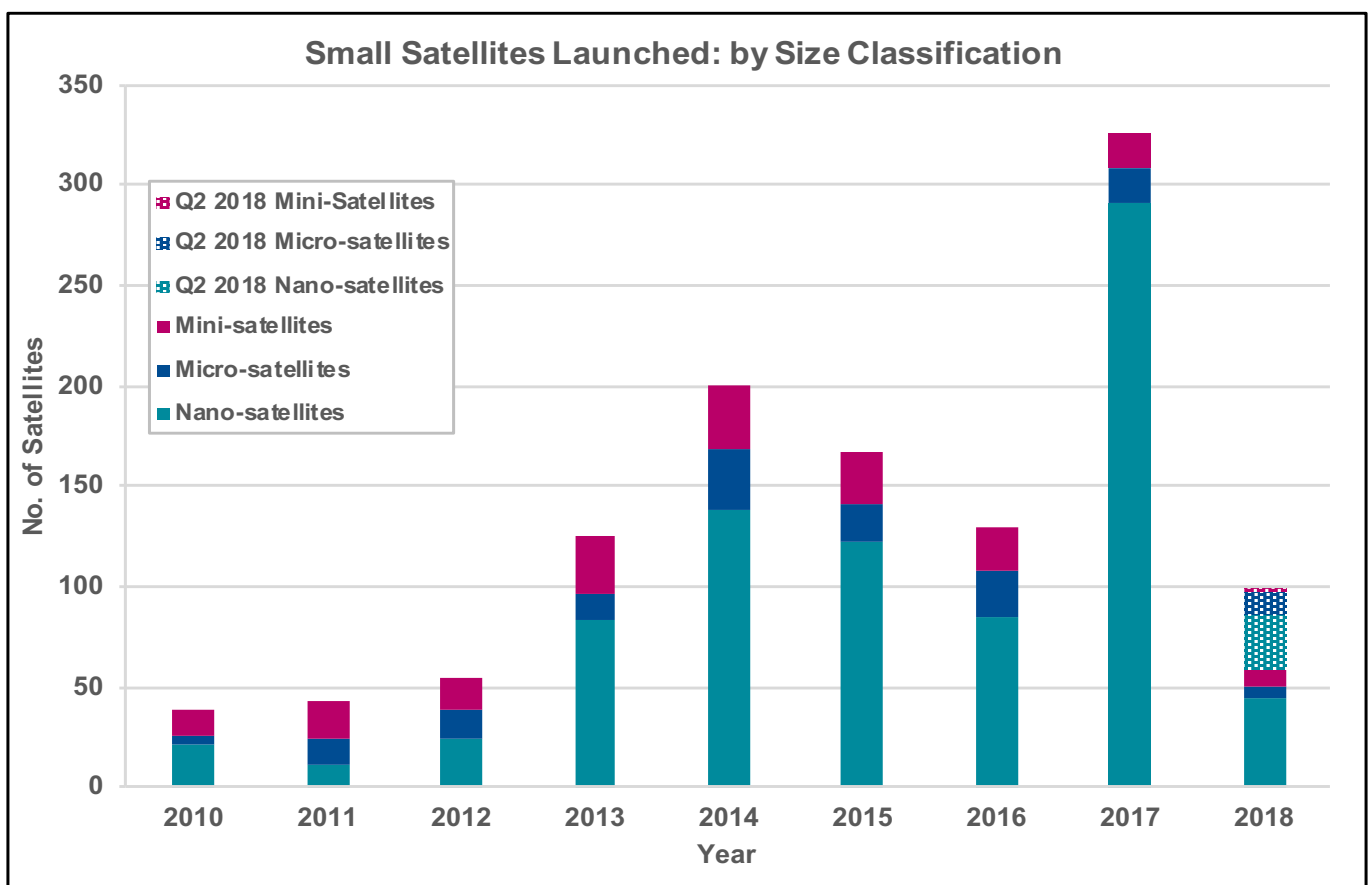 Small Satellites Launched: by Size Classification
350
300
250
200
150
100
50
0
No. of Satellites
Q2 2018 Mini-Satellites
Q2 2018 Micro-satellites
Q2 2018 Nano-satellites
Mini-satellites
Micro-satellites
Nano-satellites
2010 2011 2012 2013 2014 2015 2016 2017 2018
Year